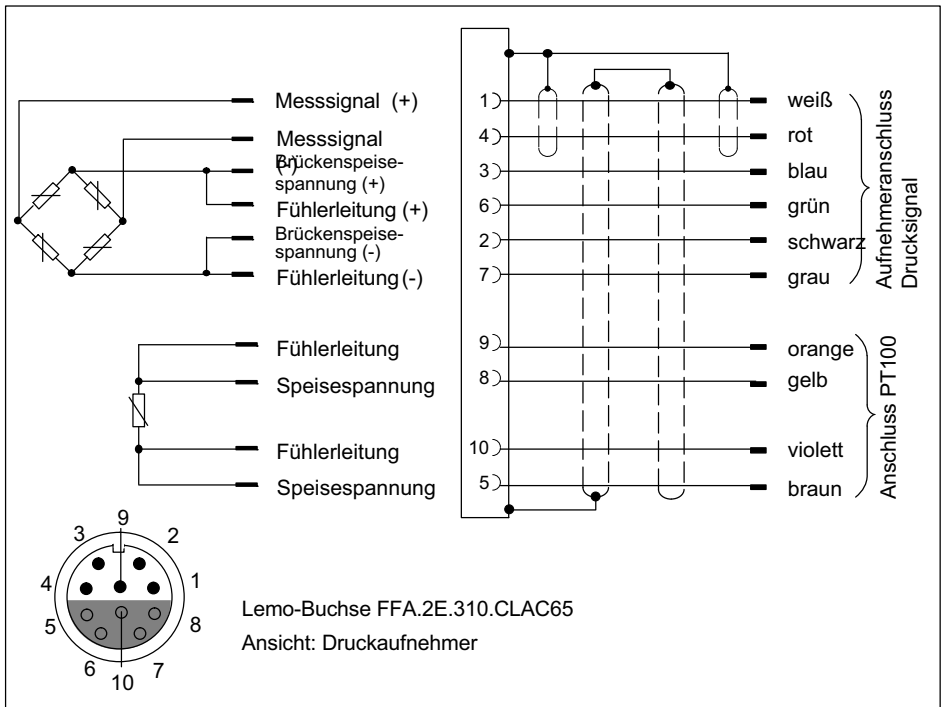 Messsignal (+)
Messsignal
(-)
Brückenspeise-
spannung (+)
Fühlerleitung (+)
Brückenspeise-
spannung (-)
Fühlerleitung (-)
Fühlerleitung
Speisespannung
Fühlerleitung
Speisespannung
1 weiß
4 rot
3 blau
6 grün
2 schwarz
7 grau
Aufnehmeranschluss
Drucksignal
9 orange
8 gelb
10 violett
5 braun
Anschluss PT100
9
3 2
4 1
5 8
6 7
10
Lemo-Buchse FFA.2E.310.CLAC65
Ansicht: Druckaufnehmer